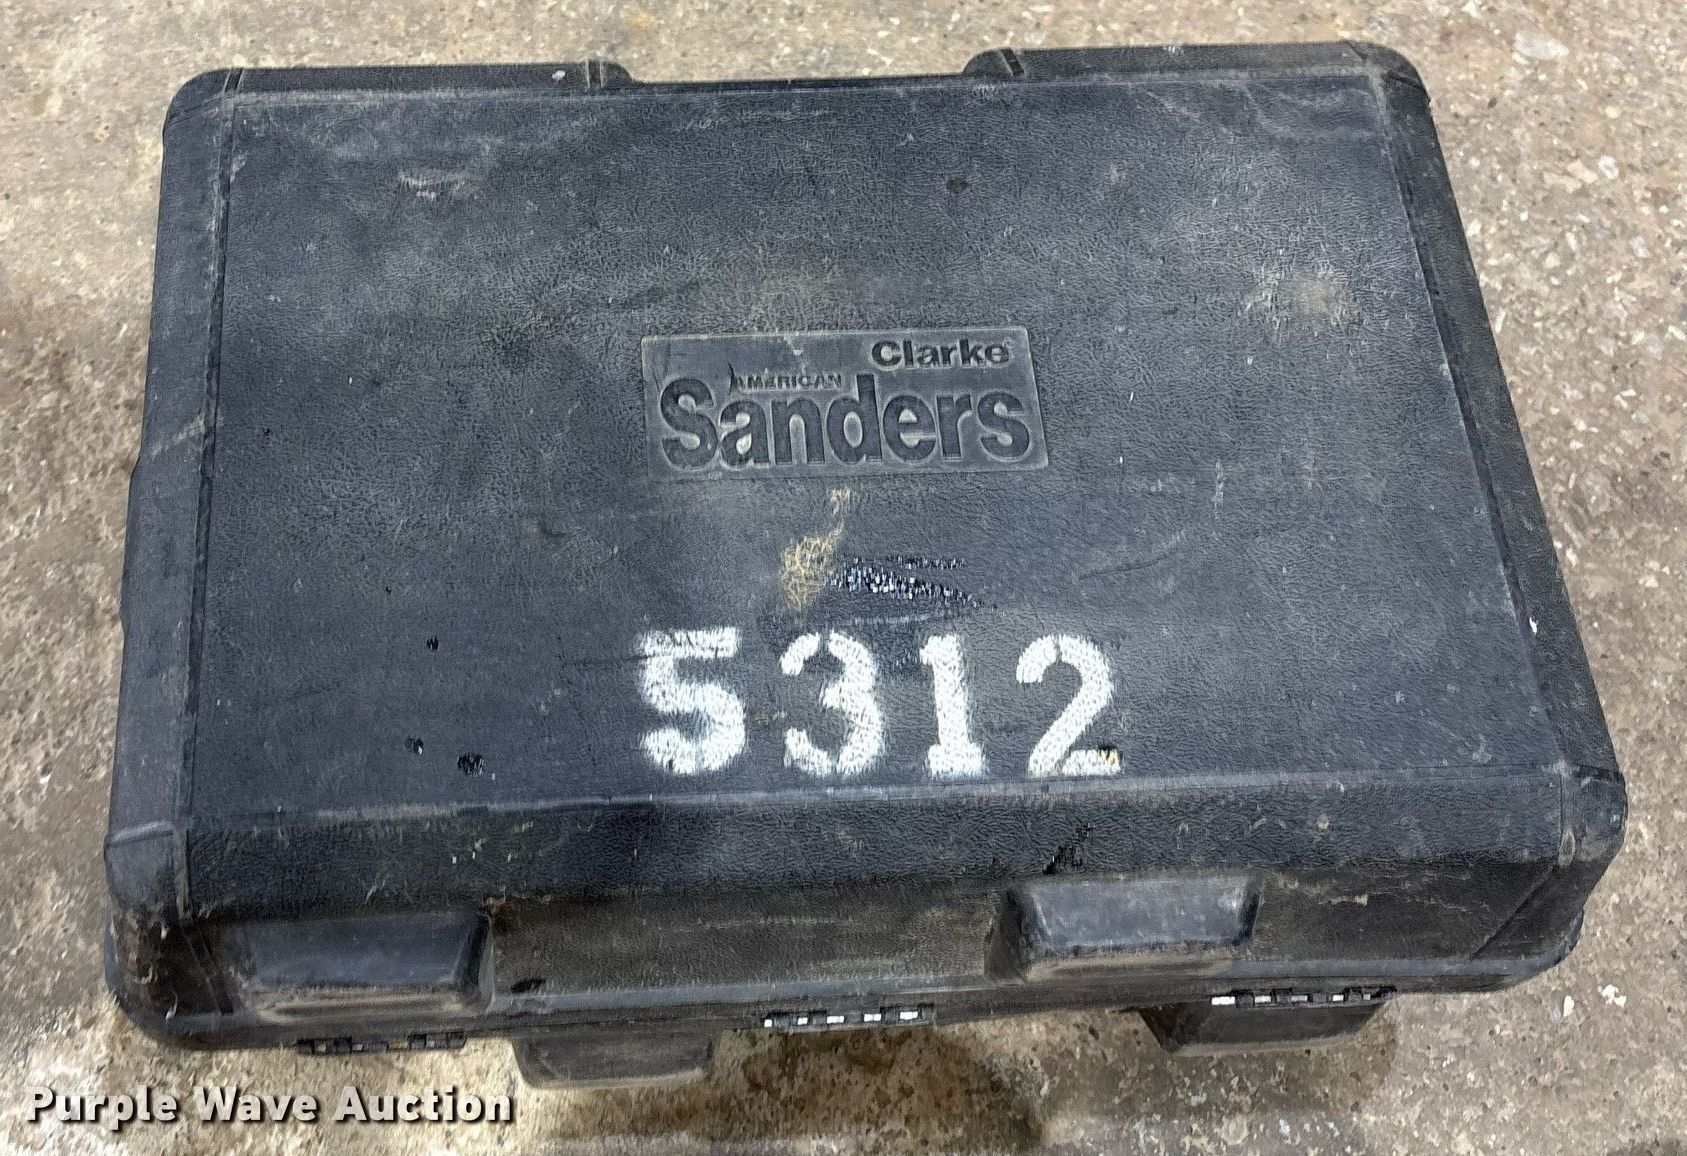 Clarke
AMERICAN
Sanders
5312
Purple Wave Auction